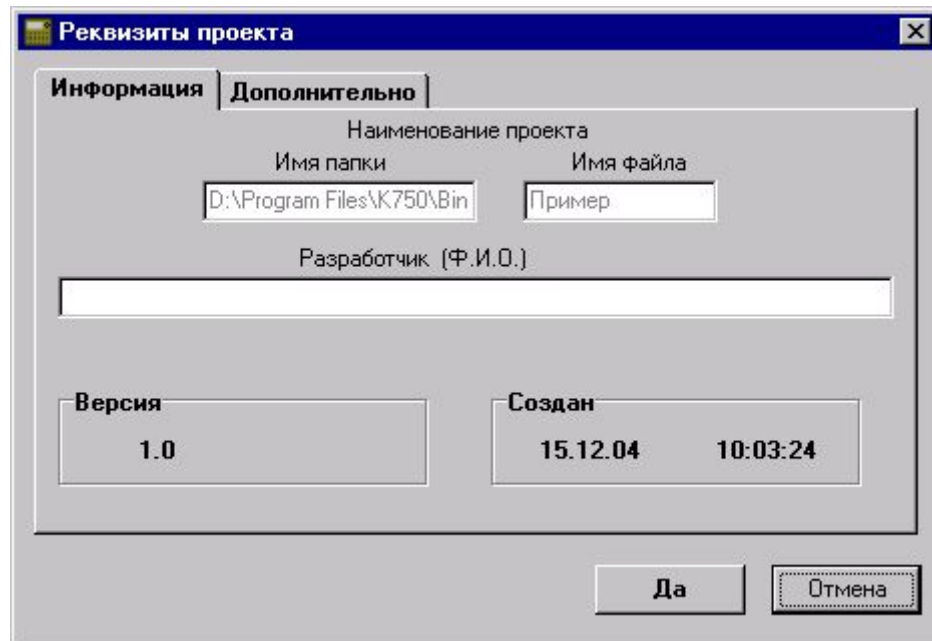 Реквизиты проекта
Информация Дополнительно
Наименование проекта
Имя папки Имя файла
D:\Program Files\K750\Bin Пример
Разработчик (Ф.И.О.)
Версия Создан
1.0 15.12.04 10:03:24
Да Отмена